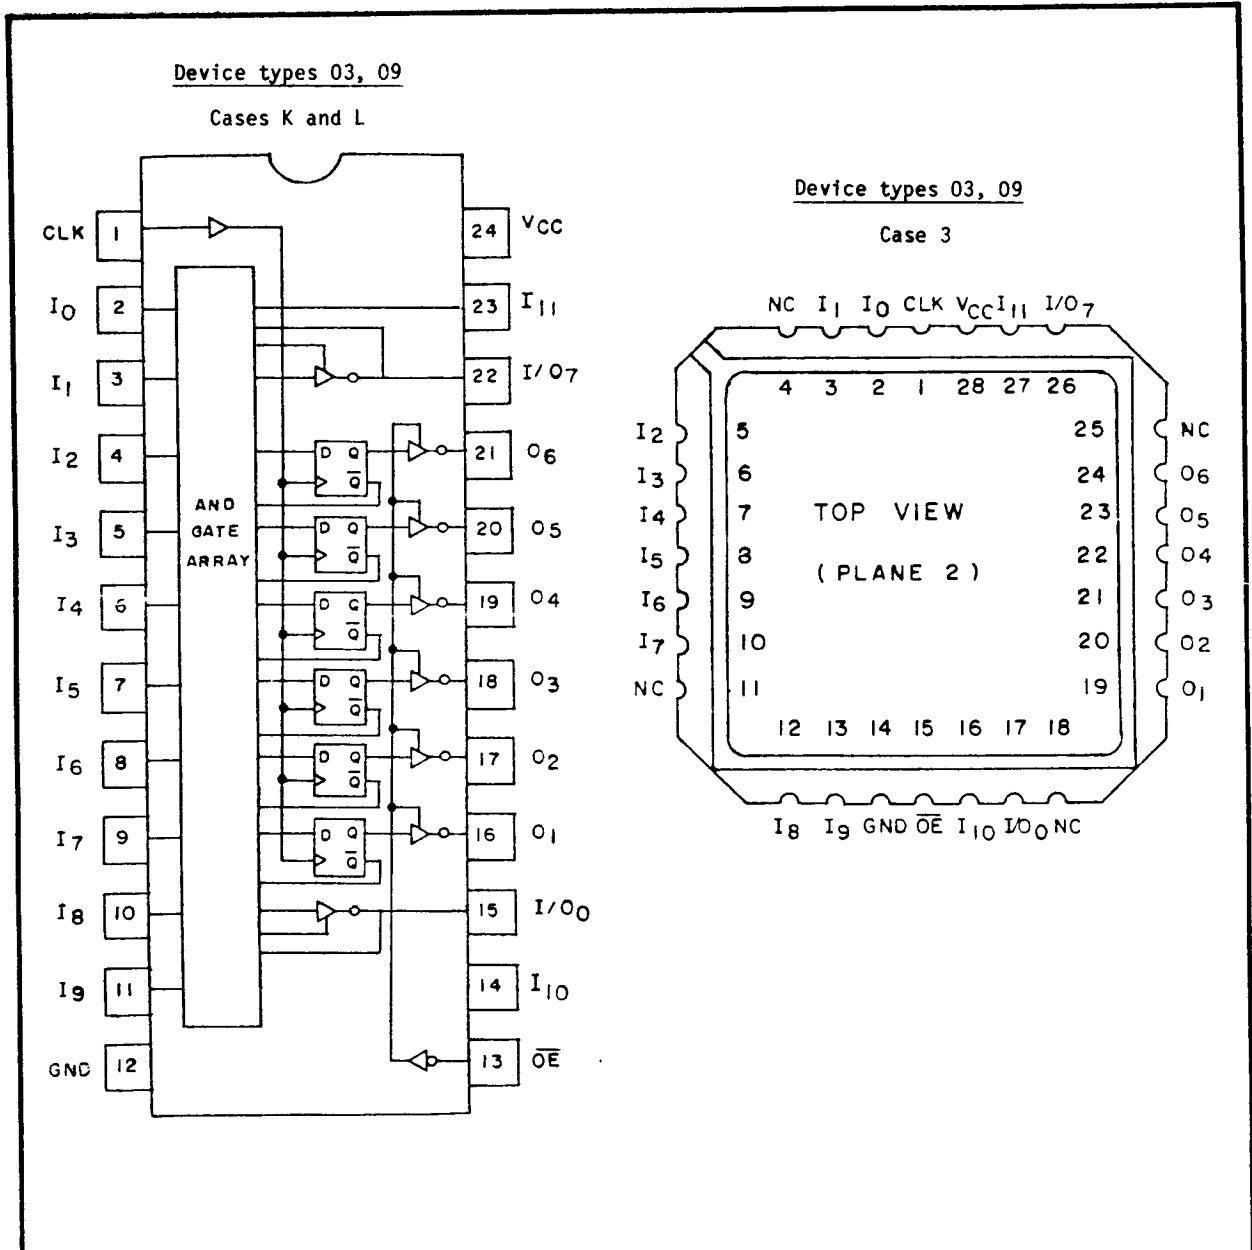 Device types 03, 09
Cases K and L
CLK 1
I0 2
I1 3
I2 4
I3 5
I4 6
I5 7
I6 8
I7 9
I8 10
I9 11
GND 12
AND
GATE
ARRAY
D Q
Q̅
D Q
Q̅
D Q
Q̅
D Q
Q̅
D Q
Q̅
D Q
Q̅
24 VCC
23 I11
22 I/O7
21 O6
20 O5
19 O4
18 O3
17 O2
16 O1
15 I/O0
14 I10
13 O̅E̅
Device types 03, 09
Case 3
NC I1 I0 CLK VCC I11 I/O7
4 3 2 1 28 27 26
I2 5 25 NC
I3 6 24 O6
I4 7 TOP VIEW 23 O5
I5 8 (PLANE 2) 22 O4
I6 9 21 O3
I7 10 20 O2
NC 11 19 O1
12 13 14 15 16 17 18
I8 I9 GND O̅E̅ I10 I/O0 NC